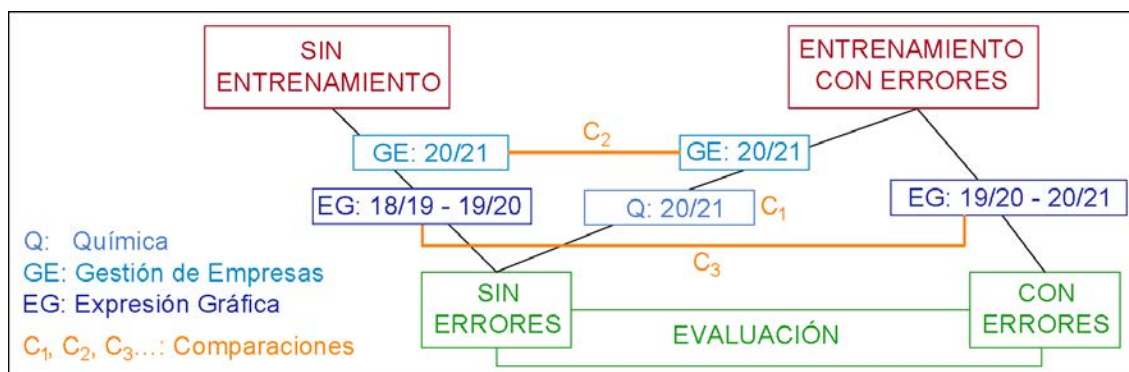 SIN
ENTRENAMIENTO
ENTRENAMIENTO
CON ERRORES
C2
GE: 20/21
GE: 20/21
EG: 18/19 - 19/20
Q: 20/21
C1
EG: 19/20 - 20/21
C3
Q: Química
GE: Gestión de Empresas
EG: Expresión Gráfica
C1, C2, C3...: Comparaciones
SIN
ERRORES
EVALUACIÓN
CON
ERRORES